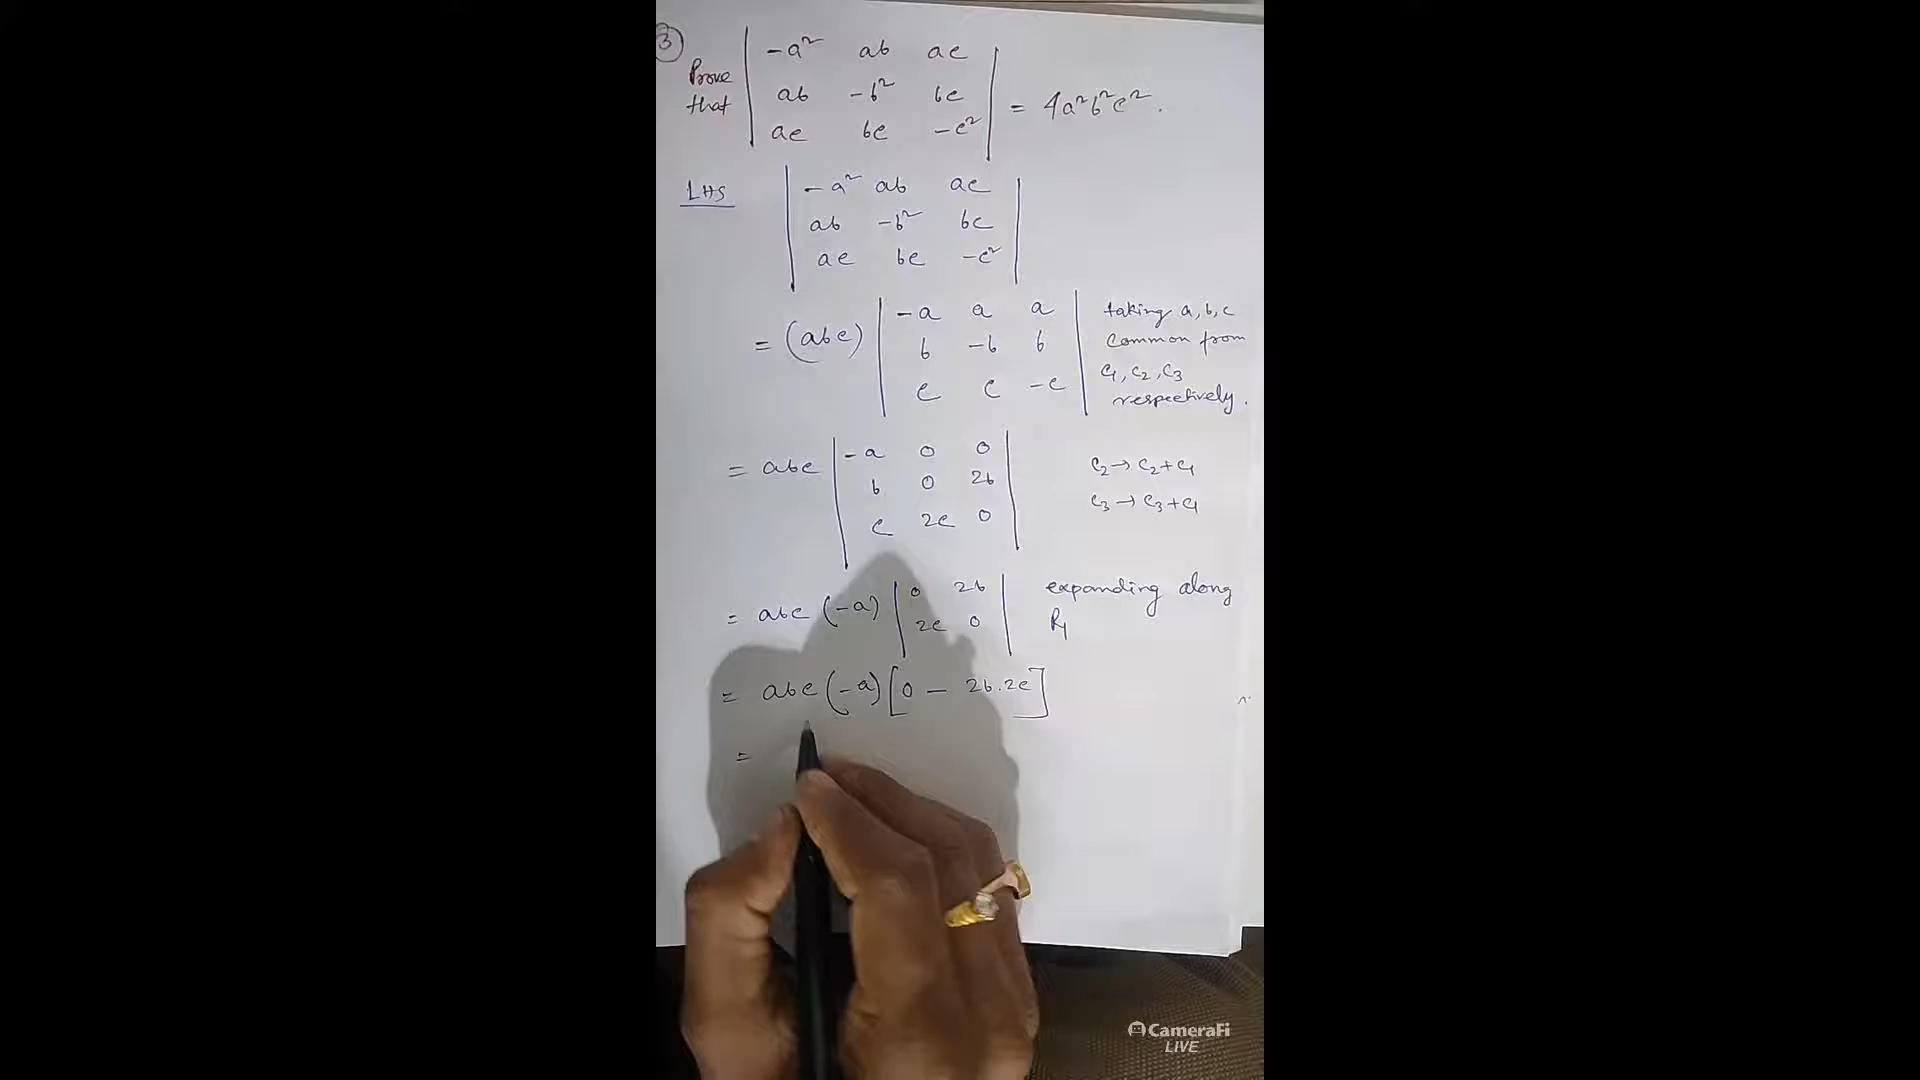 3
Prove that | -a² ab ac |
| ab -b² bc | = 4a²b²c².
| ac bc -c² |
LHS | -a² ab ac |
| ab -b² bc |
| ac bc -c² |
= (abc) | -a a a | taking a, b, c
| b -b b | common from
| c c -c | C₁, C₂, C₃
respectively.
= abc | -a 0 0 |
| b 0 2b | C₂→C₂+C₁
| c 2c 0 | C₃→C₃+C₁
= abc (-a) | 0 2b | expanding along
| 2c 0 | R₁
= abc (-a) [0 - 2b.2c]
=
CameraFi
LIVE